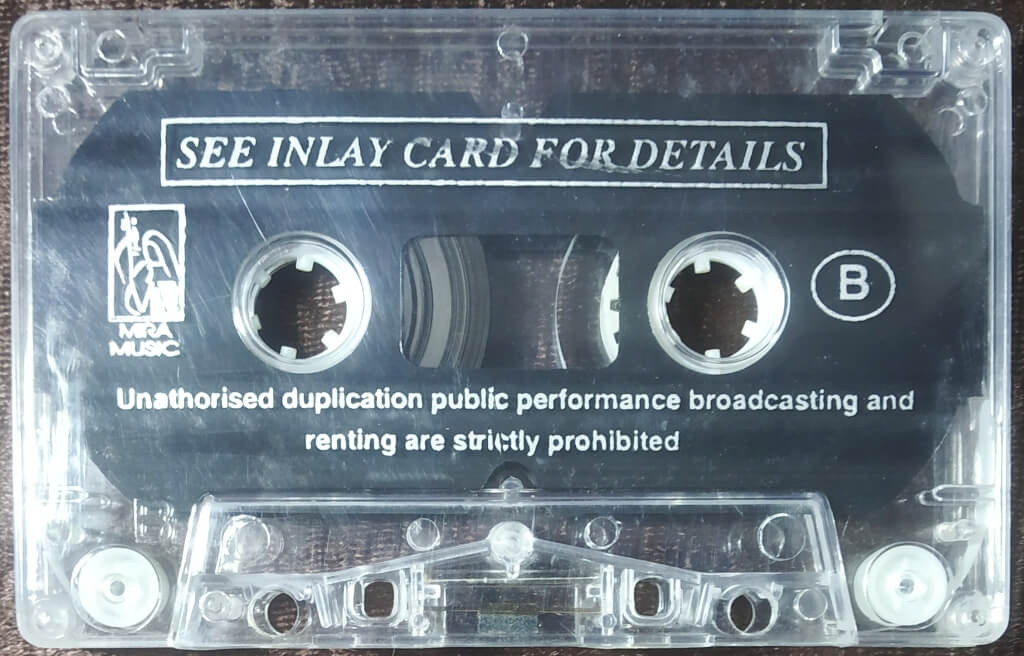 SEE INLAY CARD FOR DETAILS
MIRA
MUSIC
B
Unathorised duplication public performance broadcasting and
renting are strictly prohibited